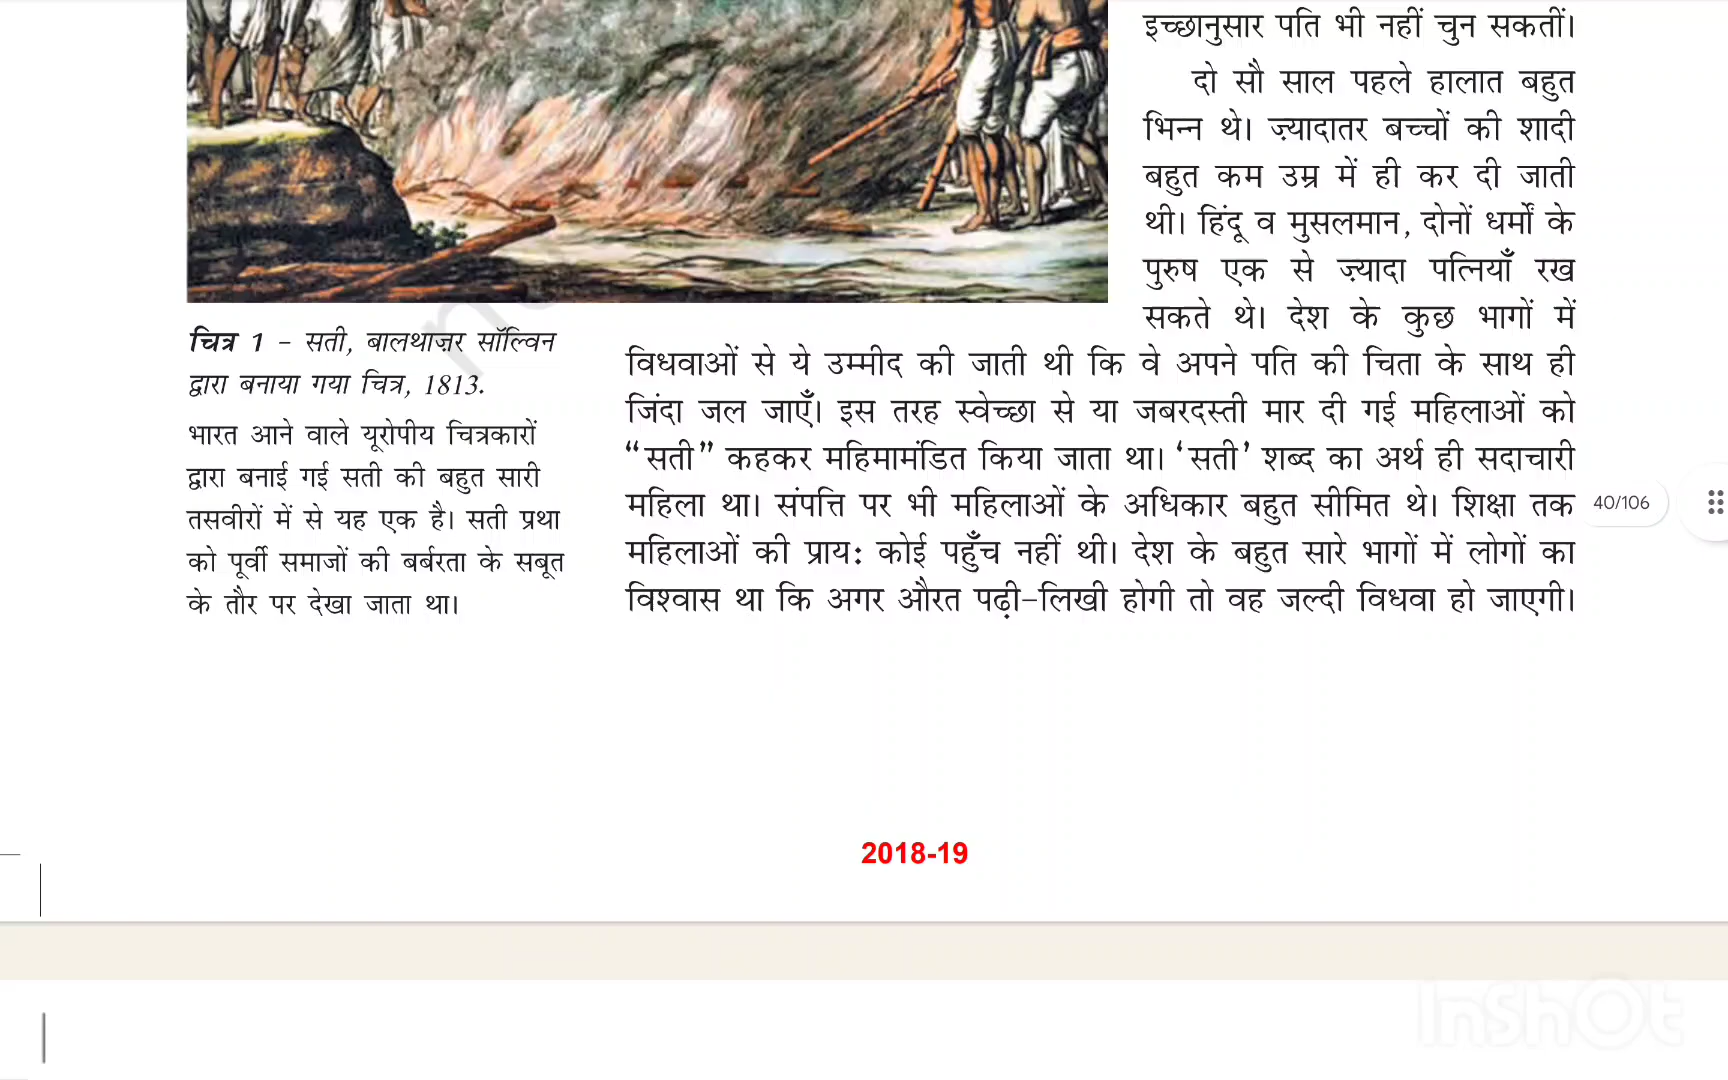 इच्छानुसार पति भी नहीं चुन सकतीं।
दो सौ साल पहले हालात बहुत
भिन्न थे। ज़्यादातर बच्चों की शादी
बहुत कम उम्र में ही कर दी जाती
थी। हिंदू व मुसलमान, दोनों धर्मों के
पुरुष एक से ज़्यादा पत्नियाँ रख
सकते थे। देश के कुछ भागों में
विधवाओं से ये उम्मीद की जाती थी कि वे अपने पति की चिता के साथ ही
जिंदा जल जाएँ। इस तरह स्वेच्छा से या जबरदस्ती मार दी गई महिलाओं को
“सती” कहकर महिमामंडित किया जाता था। ‘सती’ शब्द का अर्थ ही सदाचारी
महिला था। संपत्ति पर भी महिलाओं के अधिकार बहुत सीमित थे। शिक्षा तक
महिलाओं की प्राय: कोई पहुँच नहीं थी। देश के बहुत सारे भागों में लोगों का
विश्वास था कि अगर औरत पढ़ी-लिखी होगी तो वह जल्दी विधवा हो जाएगी।
चित्र 1 – सती, बालथाज़र सॉल्विन
द्वारा बनाया गया चित्र, 1813.
भारत आने वाले यूरोपीय चित्रकारों
द्वारा बनाई गई सती की बहुत सारी
तसवीरों में से यह एक है। सती प्रथा
को पूर्वी समाजों की बर्बरता के सबूत
के तौर पर देखा जाता था।
40/106
2018-19
InShOt